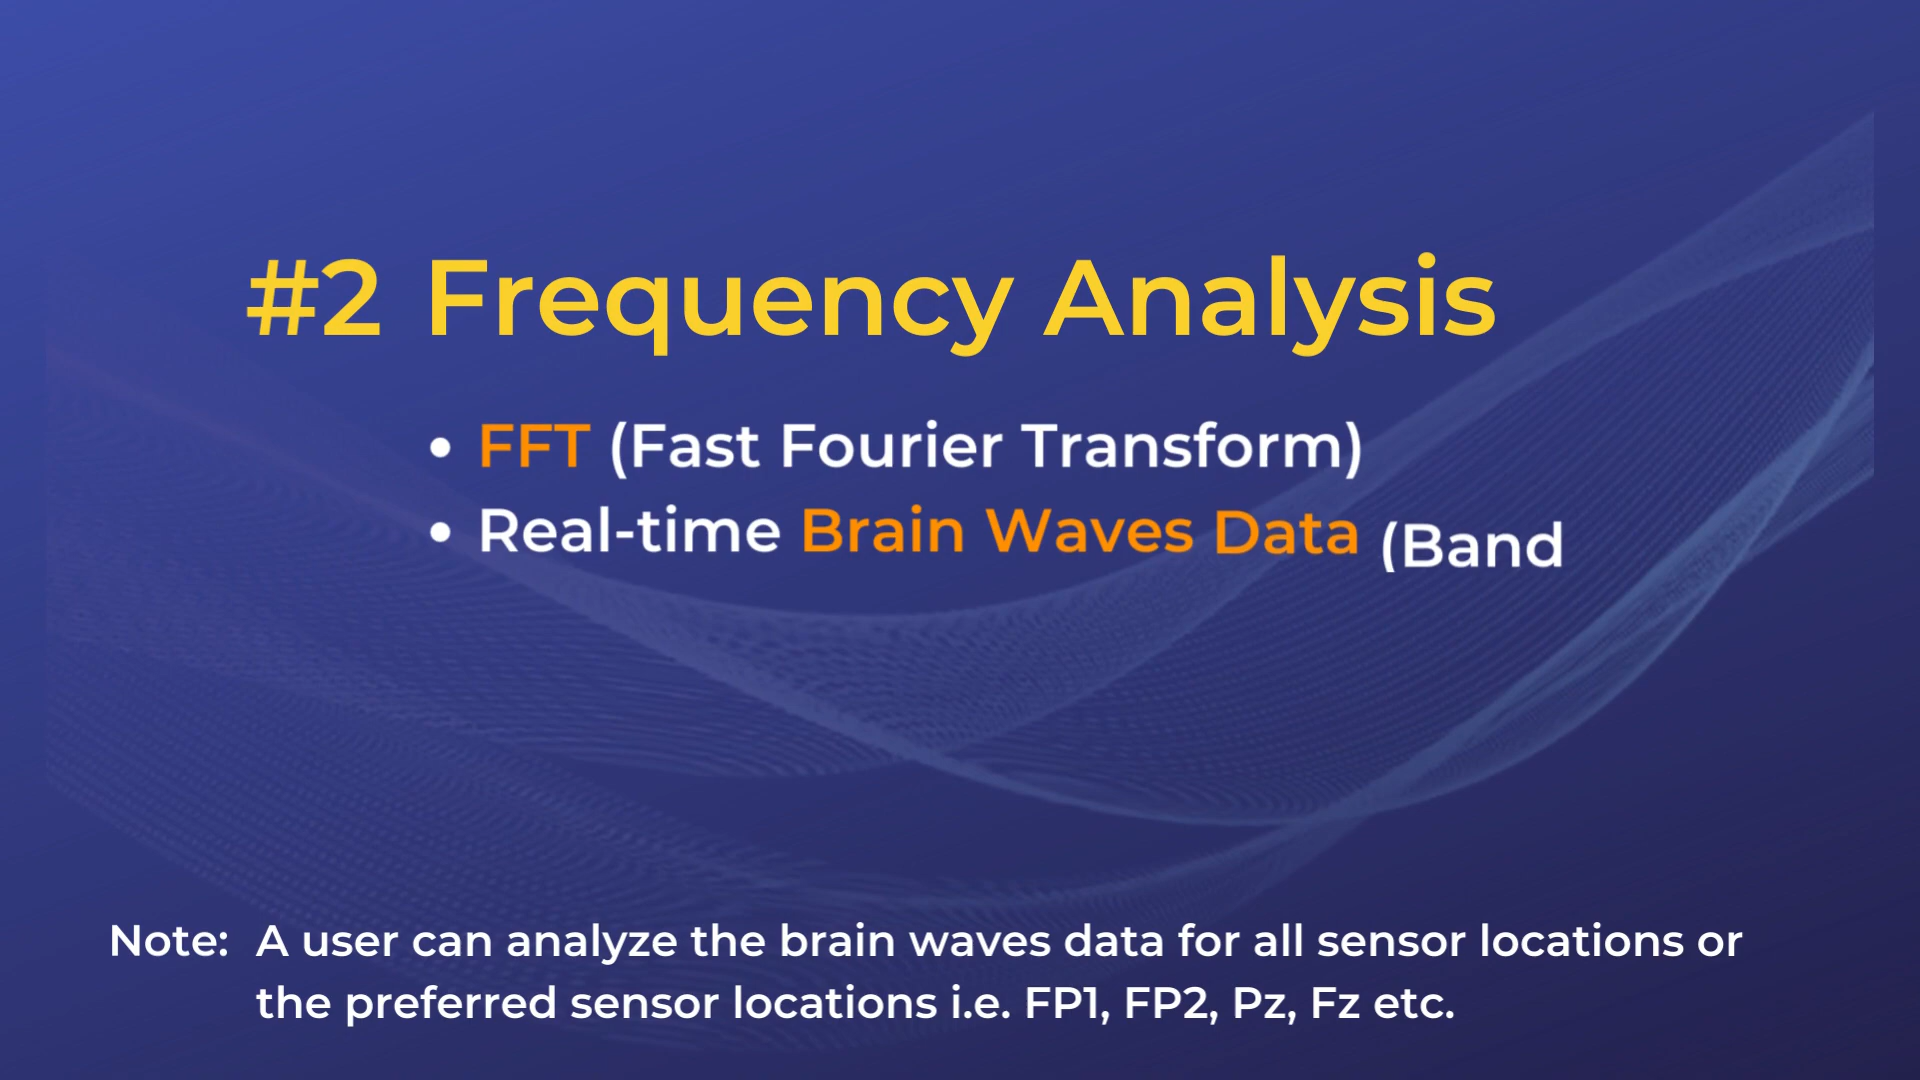 #2 Frequency Analysis
• FFT (Fast Fourier Transform)
• Real-time Brain Waves Data (Band
Note: A user can analyze the brain waves data for all sensor locations or
the preferred sensor locations i.e. FP1, FP2, Pz, Fz etc.